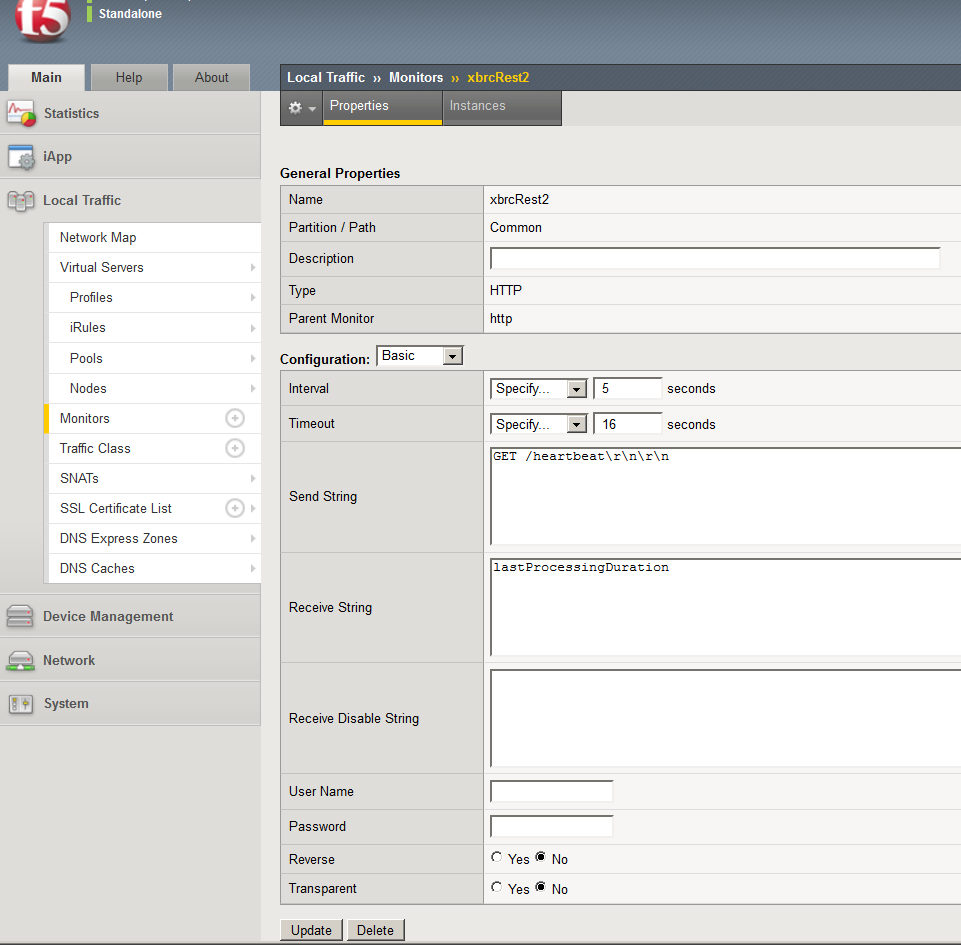 f5
Standalone
Main
Help
About
Statistics
iApp
Local Traffic
Network Map
Virtual Servers
Profiles
iRules
Pools
Nodes
Monitors
Traffic Class
SNATs
SSL Certificate List
DNS Express Zones
DNS Caches
Device Management
Network
System
Local Traffic ›› Monitors ›› xbrcRest2
Properties
Instances
General Properties
Name xbrcRest2
Partition / Path Common
Description
Type HTTP
Parent Monitor http
Configuration: Basic
Interval Specify... 5 seconds
Timeout Specify... 16 seconds
Send String GET /heartbeat\r\n\r\n
Receive String lastProcessingDuration
Receive Disable String
User Name
Password
Reverse Yes No
Transparent Yes No
Update Delete